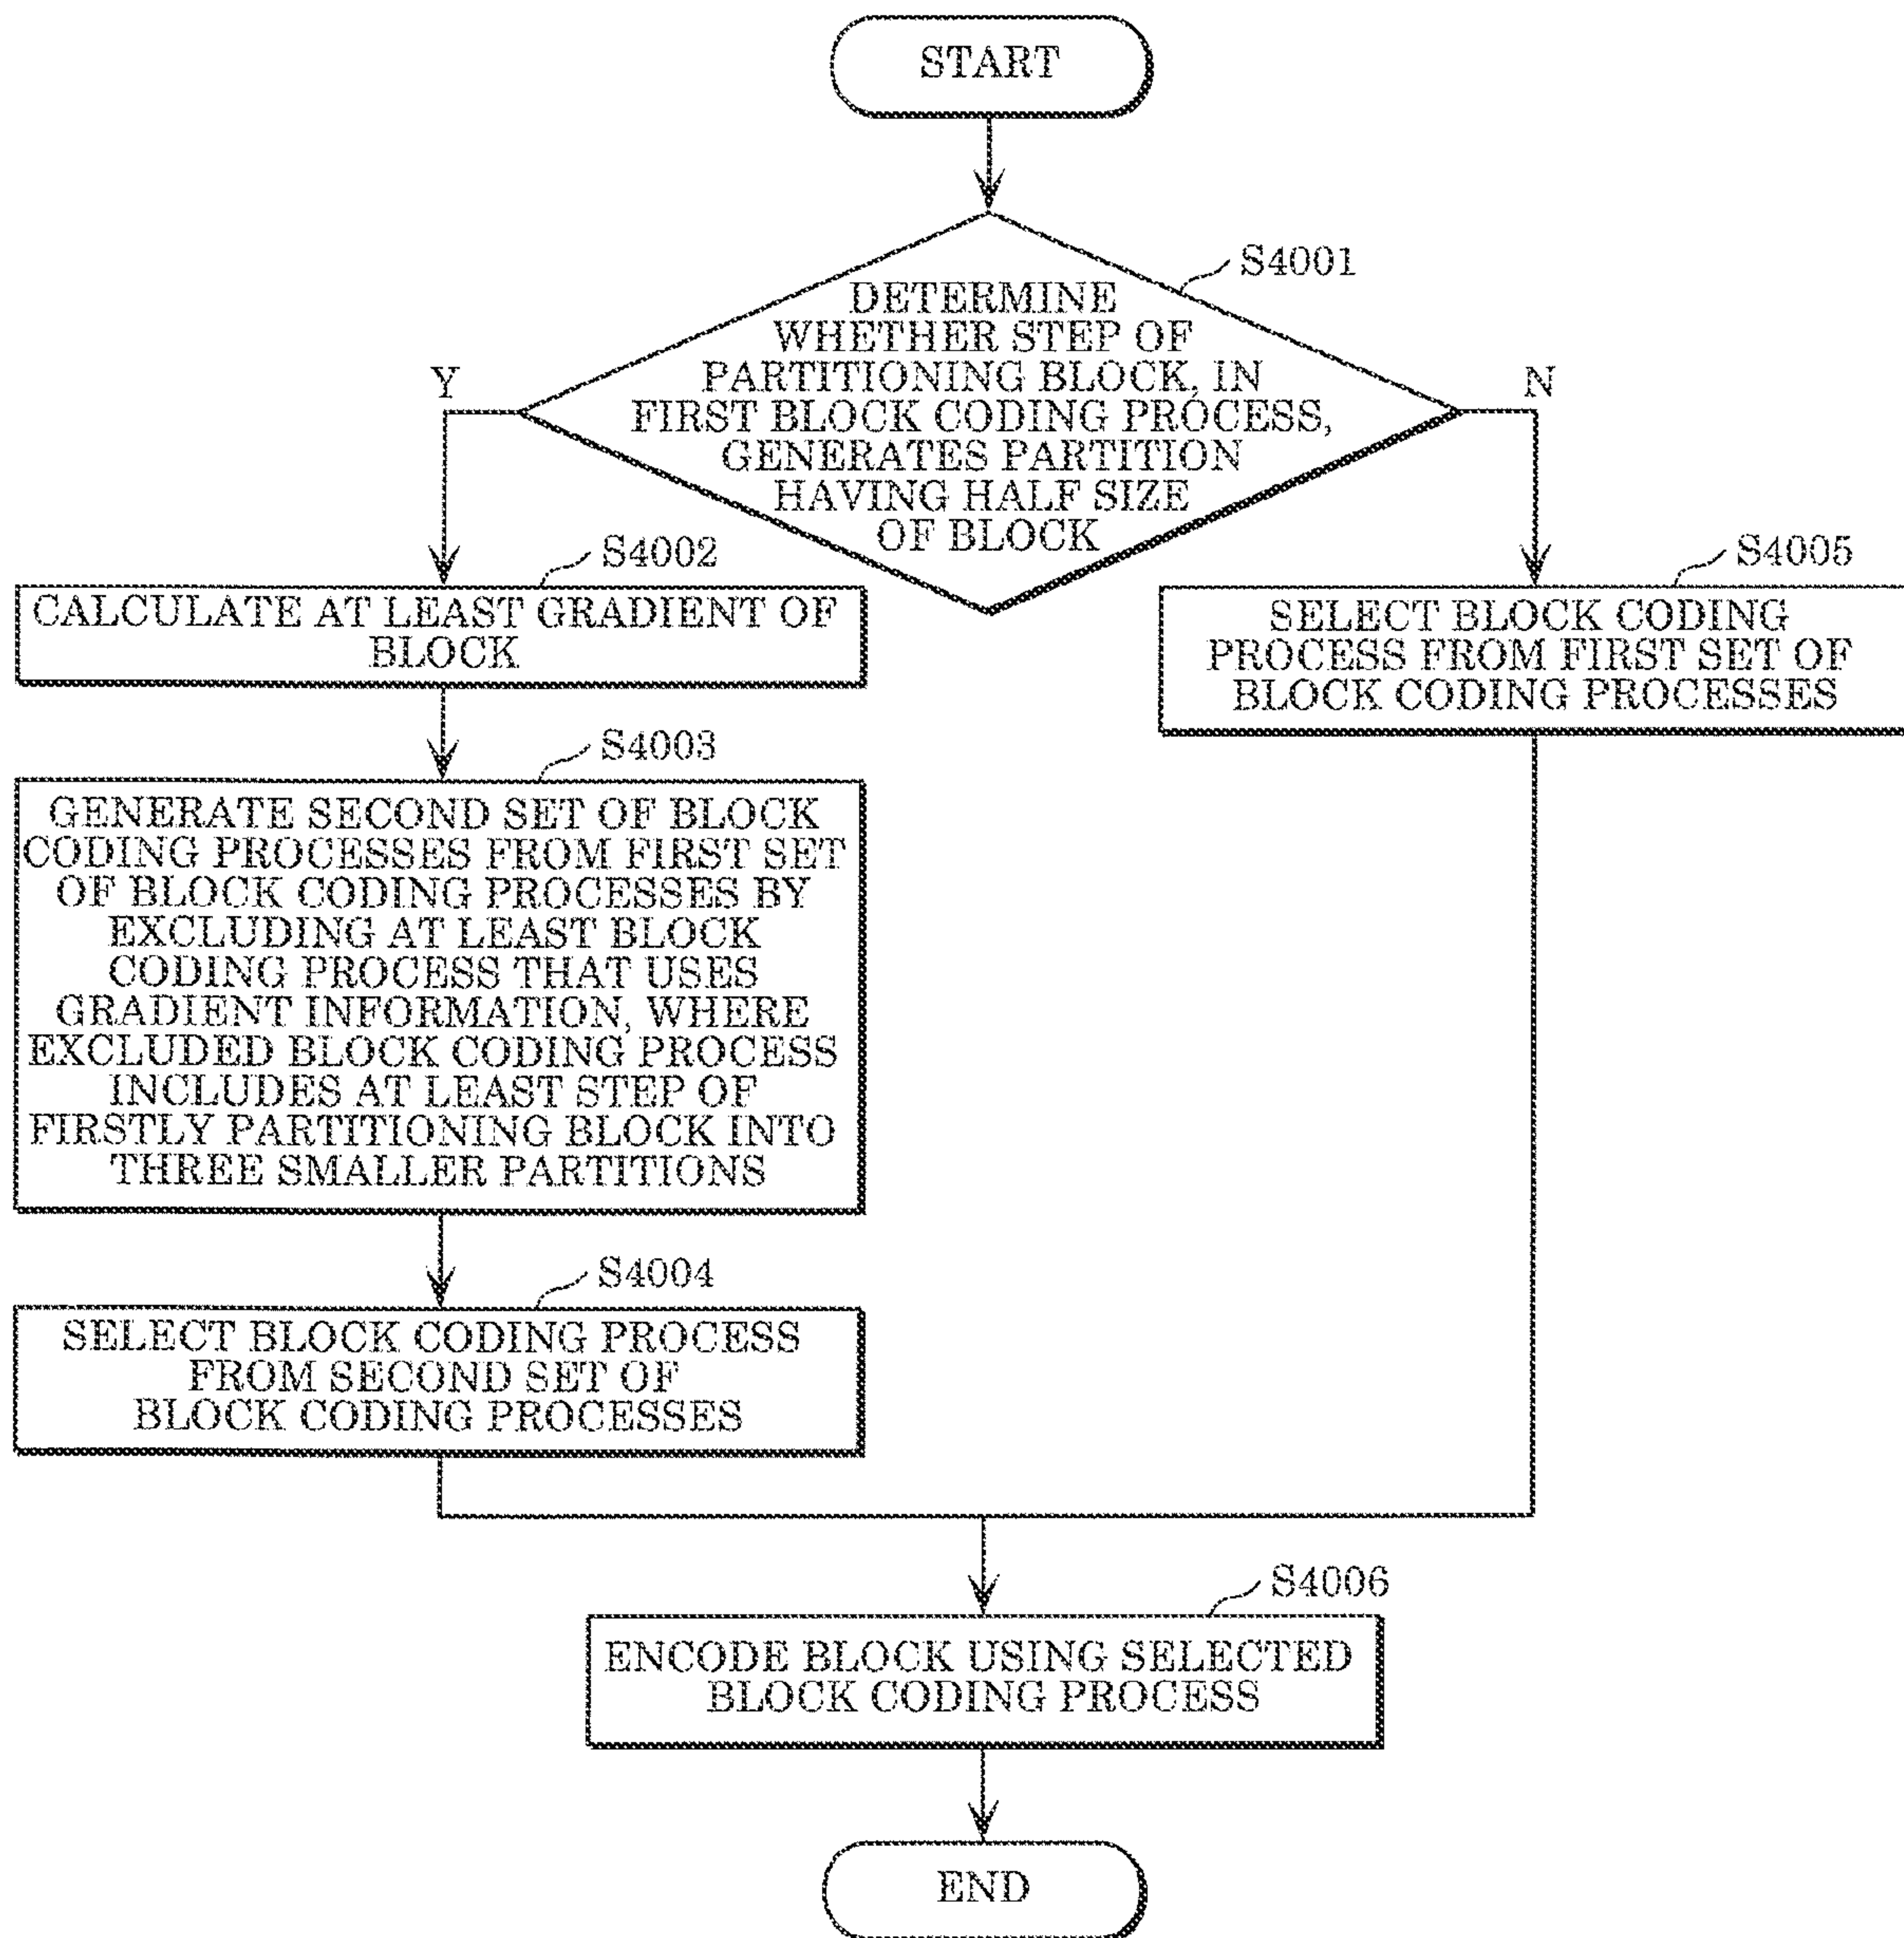 START
S4001
DETERMINE
WHETHER STEP OF
PARTITIONING BLOCK, IN
FIRST BLOCK CODING PROCESS,
GENERATES PARTITION
HAVING HALF SIZE
OF BLOCK
Y
N
S4002
CALCULATE AT LEAST GRADIENT OF
BLOCK
S4005
SELECT BLOCK CODING
PROCESS FROM FIRST SET OF
BLOCK CODING PROCESSES
S4003
GENERATE SECOND SET OF BLOCK
CODING PROCESSES FROM FIRST SET
OF BLOCK CODING PROCESSES BY
EXCLUDING AT LEAST BLOCK
CODING PROCESS THAT USES
GRADIENT INFORMATION, WHERE
EXCLUDED BLOCK CODING PROCESS
INCLUDES AT LEAST STEP OF
FIRSTLY PARTITIONING BLOCK INTO
THREE SMALLER PARTITIONS
S4004
SELECT BLOCK CODING PROCESS
FROM SECOND SET OF
BLOCK CODING PROCESSES
S4006
ENCODE BLOCK USING SELECTED
BLOCK CODING PROCESS
END